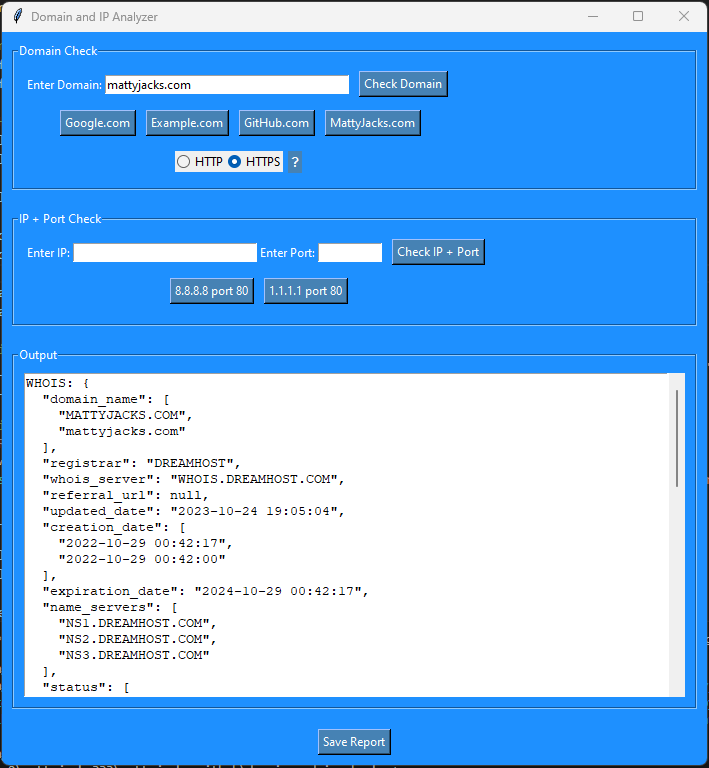 Domain and IP Analyzer
Domain Check
Enter Domain: mattyjacks.com Check Domain
Google.com Example.com GitHub.com MattyJacks.com
HTTP HTTPS ?
IP + Port Check
Enter IP: Enter Port: Check IP + Port
8.8.8.8 port 80 1.1.1.1 port 80
Output
WHOIS: {
"domain_name": [
"MATTYJACKS.COM",
"mattyjacks.com"
],
"registrar": "DREAMHOST",
"whois_server": "WHOIS.DREAMHOST.COM",
"referral_url": null,
"updated_date": "2023-10-24 19:05:04",
"creation_date": [
"2022-10-29 00:42:17",
"2022-10-29 00:42:00"
],
"expiration_date": "2024-10-29 00:42:17",
"name_servers": [
"NS1.DREAMHOST.COM",
"NS2.DREAMHOST.COM",
"NS3.DREAMHOST.COM"
],
"status": [
Save Report